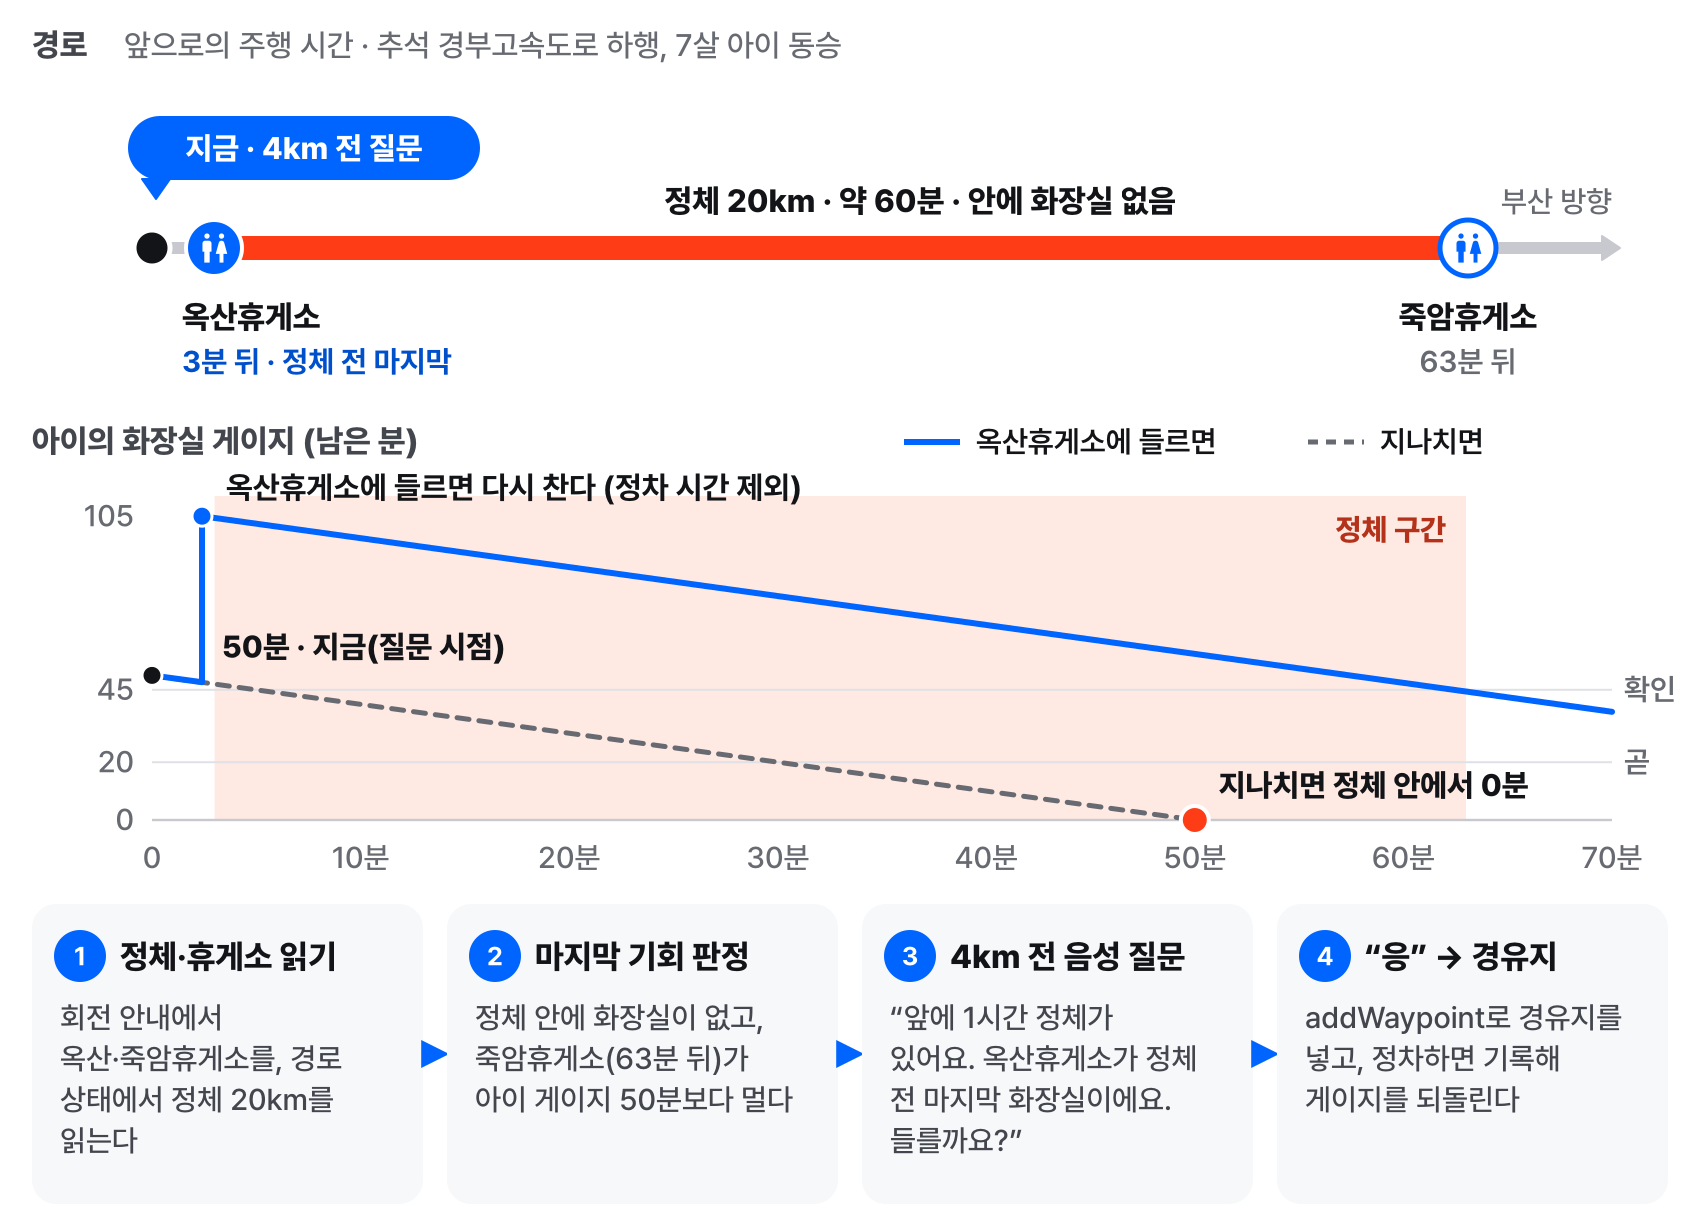 경로 앞으로의 주행 시간 · 추석 경부고속도로 하행, 7살 아이 동승
지금 · 4km 전 질문
정체 20km · 약 60분 · 안에 화장실 없음
부산 방향
옥산휴게소
3분 뒤 · 정체 전 마지막
죽암휴게소
63분 뒤
아이의 화장실 게이지 (남은 분)
옥산휴게소에 들르면
지나치면
옥산휴게소에 들르면 다시 찬다 (정차 시간 제외)
105
정체 구간
50분 · 지금(질문 시점)
45
확인
20
곧
지나치면 정체 안에서 0분
0
0 10분 20분 30분 40분 50분 60분 70분
1 정체·휴게소 읽기
회전 안내에서
옥산·죽암휴게소를, 경로
상태에서 정체 20km를
읽는다
2 마지막 기회 판정
정체 안에 화장실이 없고,
죽암휴게소(63분 뒤)가
아이 게이지 50분보다 멀다
3 4km 전 음성 질문
“앞에 1시간 정체가
있어요. 옥산휴게소가 정체
전 마지막 화장실이에요.
들를까요?”
4 “응” → 경유지
addWaypoint로 경유지를
넣고, 정차하면 기록해
게이지를 되돌린다